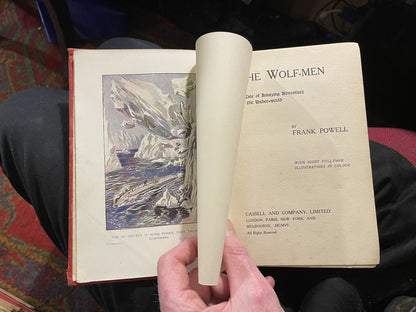 HE WOLF-MEN
Tale of Amazing Adventure
the Under-world
BY
FRANK POWELL
WITH EIGHT FULL-PAGE
ILLUSTRATIONS IN COLOUR
CASSELL AND COMPANY, LIMITED
LONDON, PARIS, NEW YORK AND
MELBOURNE, MCMVI
All Rights Reserved